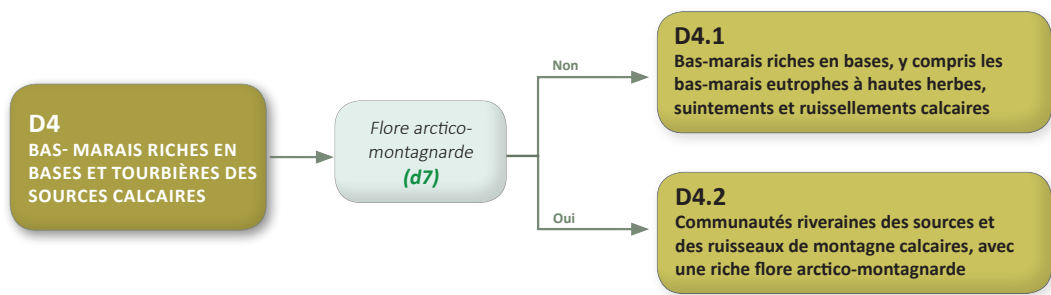 D4
BAS- MARAIS RICHES EN
BASES ET TOURBIÈRES DES
SOURCES CALCAIRES
Flore arctico-
montagnarde
(d7)
Non
D4.1
Bas-marais riches en bases, y compris les
bas-marais eutrophes à hautes herbes,
suintements et ruissellements calcaires
Oui
D4.2
Communautés riveraines des sources et
des ruisseaux de montagne calcaires, avec
une riche flore arctico-montagnarde